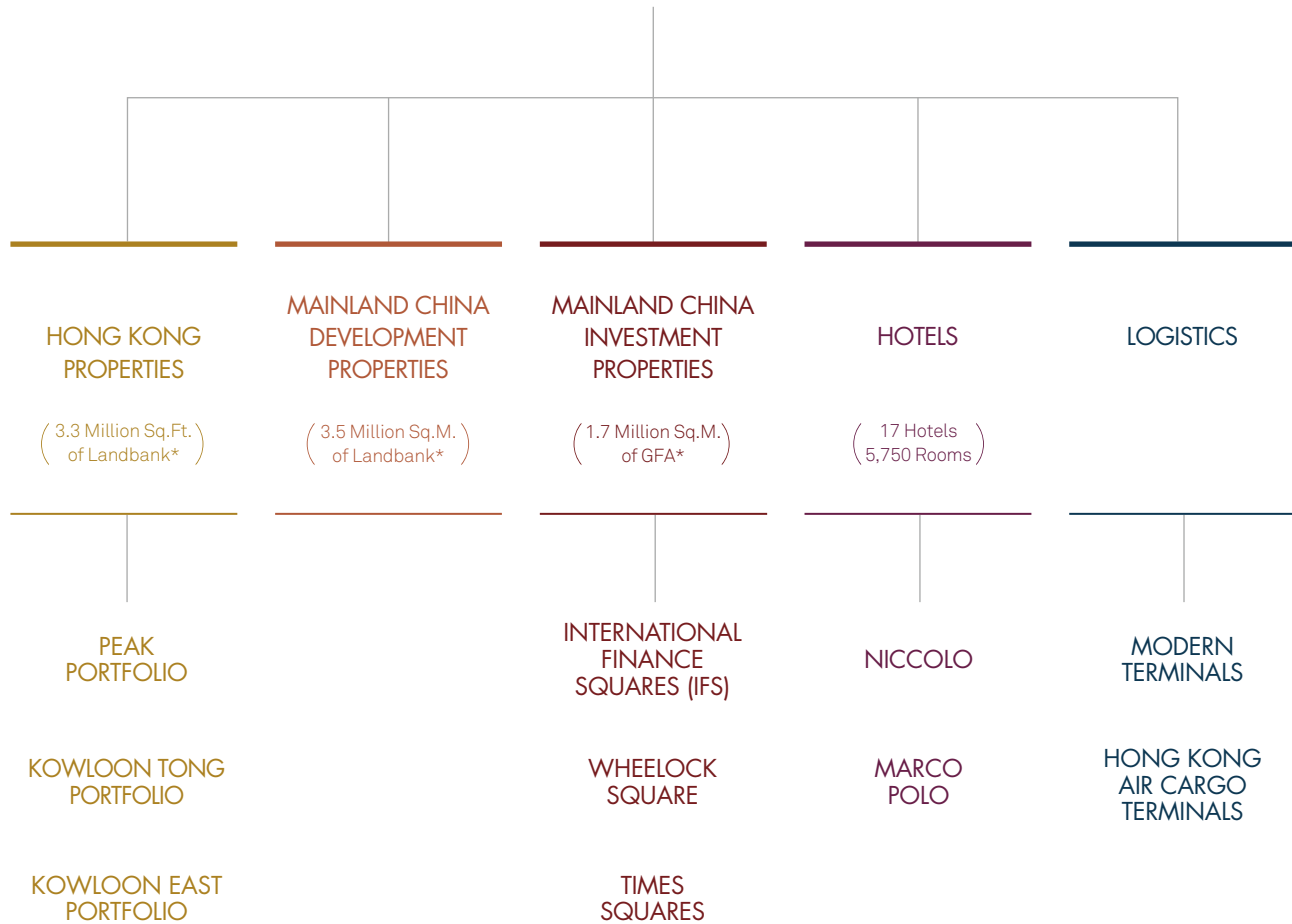 HONG KONG
PROPERTIES
(3.3 Million Sq.Ft.
of Landbank*)
MAINLAND CHINA
DEVELOPMENT
PROPERTIES
(3.5 Million Sq.M.
of Landbank*)
MAINLAND CHINA
INVESTMENT
PROPERTIES
(1.7 Million Sq.M.
of GFA*)
HOTELS
(17 Hotels
5,750 Rooms)
LOGISTICS
PEAK
PORTFOLIO
KOWLOON TONG
PORTFOLIO
KOWLOON EAST
PORTFOLIO
INTERNATIONAL
FINANCE
SQUARES (IFS)
WHEELOCK
SQUARE
TIMES
SQUARES
NICCOLO
MARCO
POLO
MODERN
TERMINALS
HONG KONG
AIR CARGO
TERMINALS